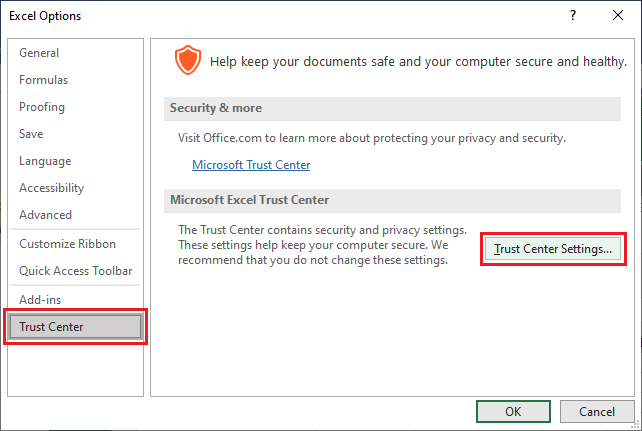 Excel Options
?
General
Formulas
Proofing
Save
Language
Accessibility
Advanced
Customize Ribbon
Quick Access Toolbar
Add-ins
Trust Center
Help keep your documents safe and your computer secure and healthy.
Security & more
Visit Office.com to learn more about protecting your privacy and security.
Microsoft Trust Center
Microsoft Excel Trust Center
The Trust Center contains security and privacy settings.
These settings help keep your computer secure. We
recommend that you do not change these settings.
Trust Center Settings...
OK
Cancel